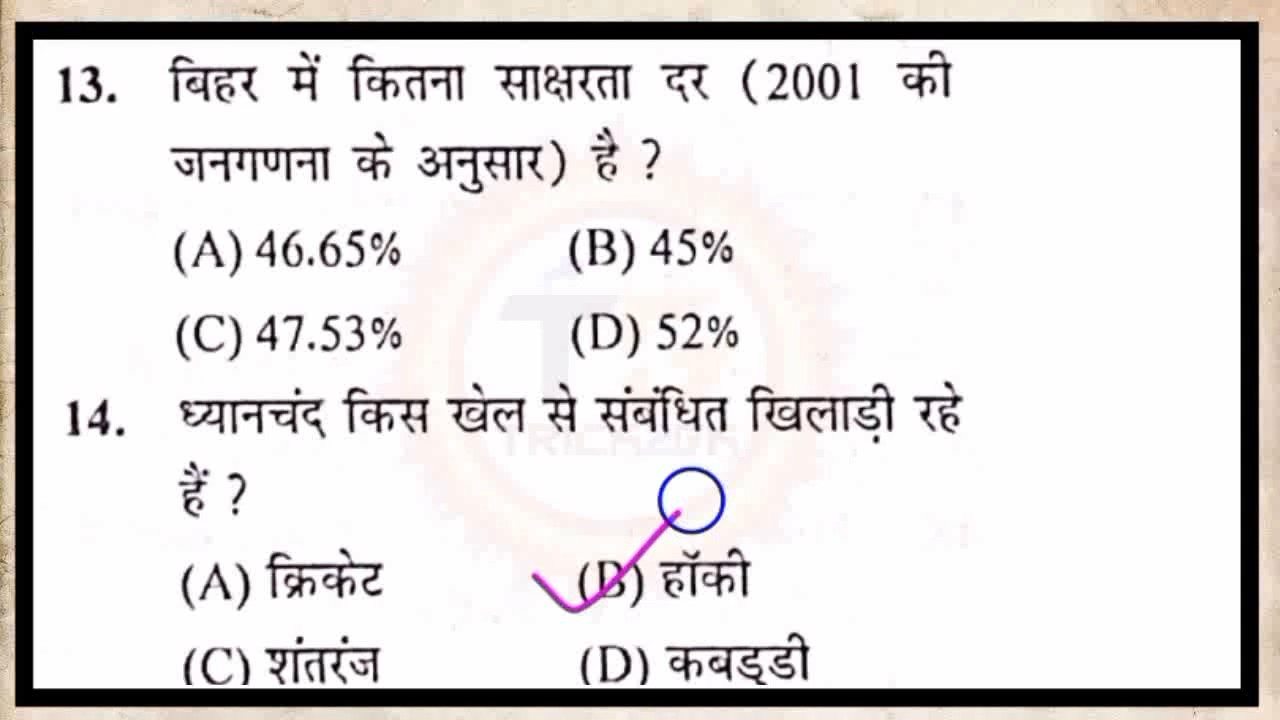 13. बिहर में कितना साक्षरता दर (2001 की
जनगणना के अनुसार) है ?
(A) 46.65% (B) 45%
(C) 47.53% (D) 52%
14. ध्यानचंद किस खेल से संबंधित खिलाड़ी रहे
हैं ?
(A) क्रिकेट (B) हॉकी
(C) शंतरंज (D) कबड्डी